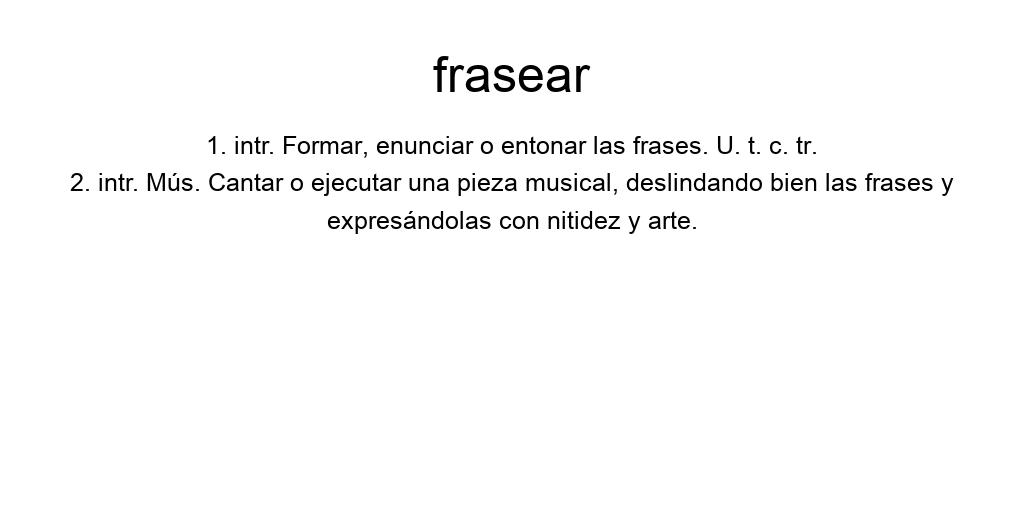 frasear
1. intr. Formar, enunciar o entonar las frases. U. t. c. tr.
2. intr. Mús. Cantar o ejecutar una pieza musical, deslindando bien las frases y
expresándolas con nitidez y arte.